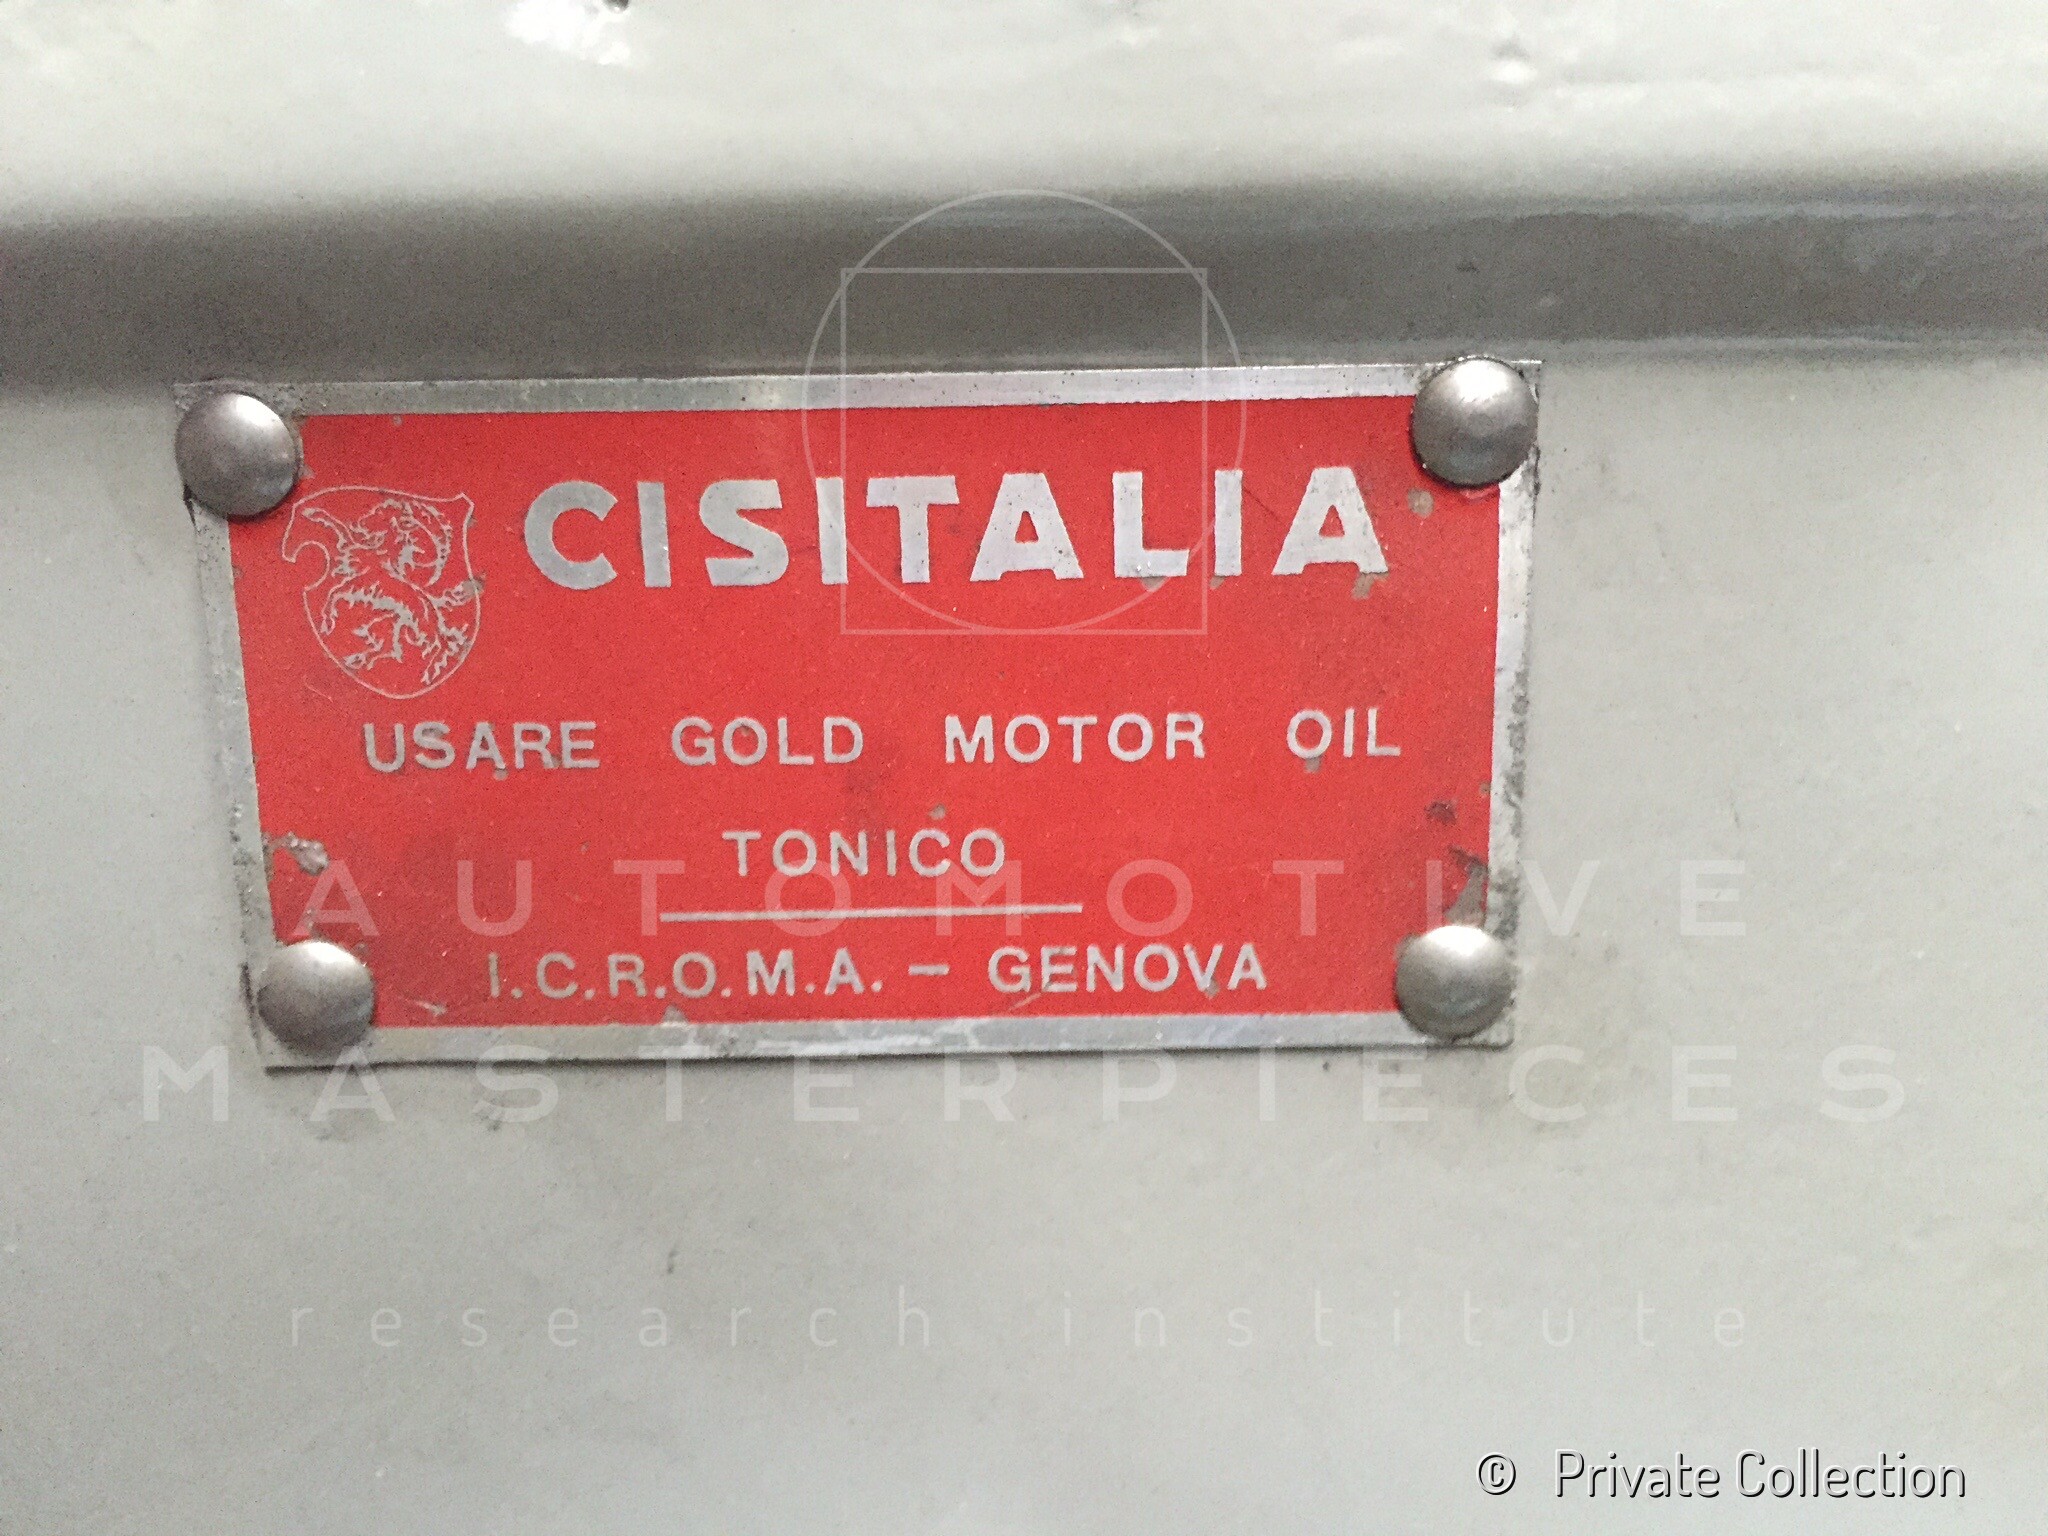 CISITALIA
USARE GOLD MOTOR OIL
TONICO
I.C.R.O.M.A. – GENOVA
AUTOMOTIVE
MASTERPIECES
research institute
© Private Collection